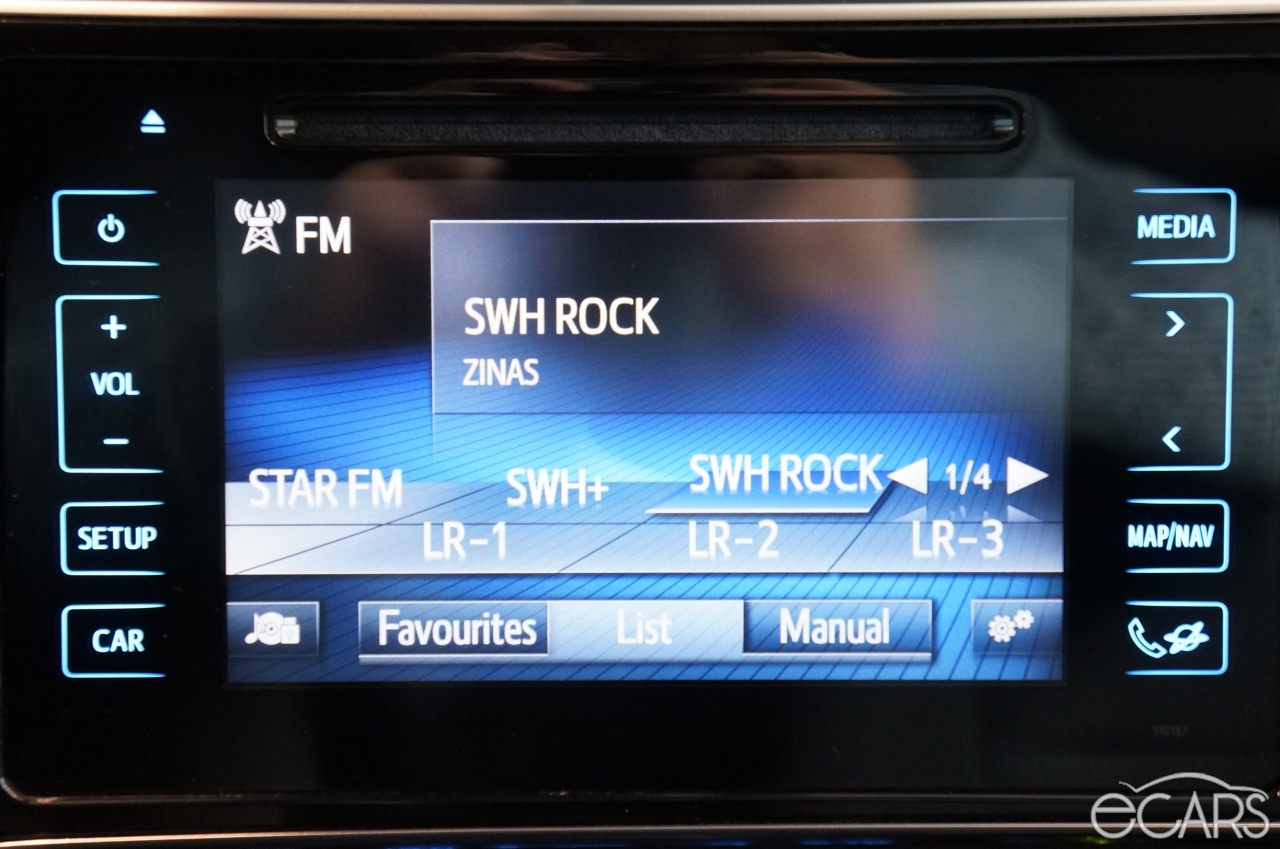 FM
MEDIA
SWH ROCK
+
VOL
ZINAS
-
STAR FM SWH+ SWH ROCK 1/4
LR-1 LR-2 LR-3
SETUP
MAP/NAV
Favourites List Manual
CAR
510187
eCARS